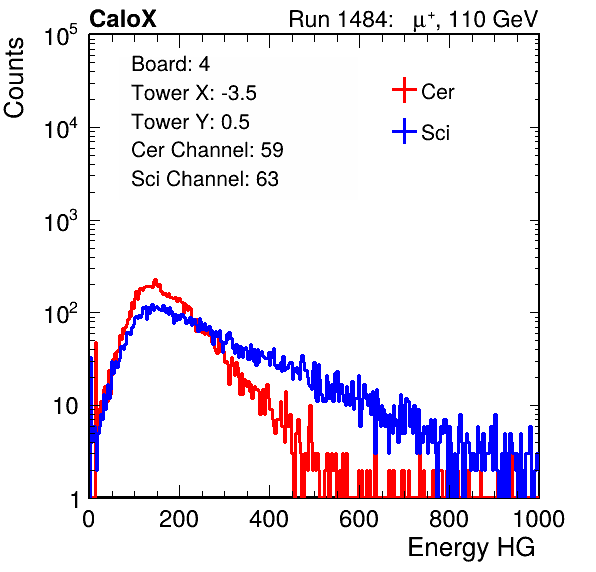 CaloX Run 1484: μ⁺, 110 GeV
Counts
Board: 4
Tower X: -3.5
Tower Y: 0.5
Cer Channel: 59
Sci Channel: 63
Cer
Sci
10⁵
10⁴
10³
10²
10
1
0 200 400 600 800 1000
Energy HG